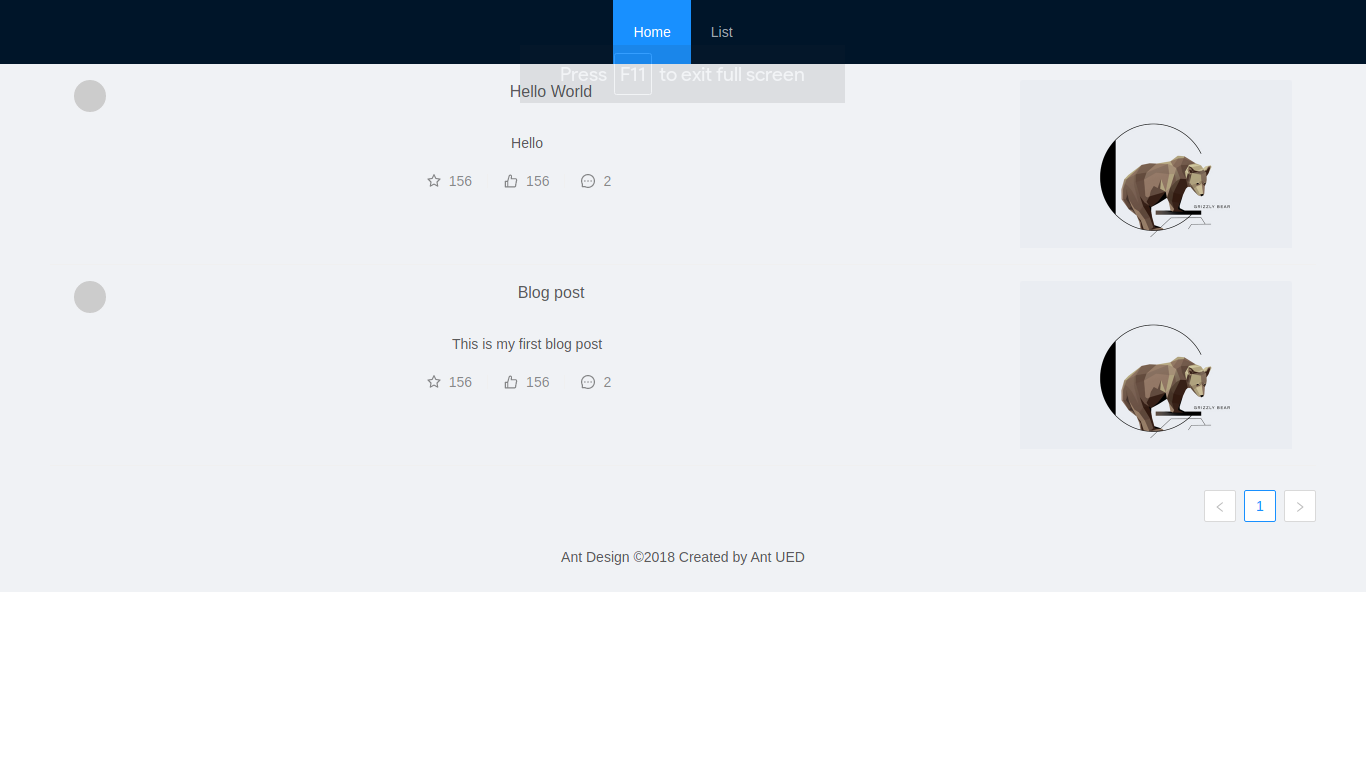 Home List
Press F11 to exit full screen
Hello World
Hello
156 156 2
GRIZZLY BEAR
Blog post
This is my first blog post
156 156 2
GRIZZLY BEAR
1
Ant Design ©2018 Created by Ant UED